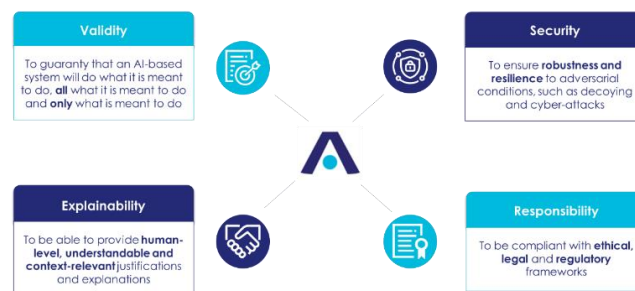 Validity
To guaranty that an AI-based
system will do what it is meant
to do, all what it is meant to do
and only what is meant to do
Security
To ensure robustness and
resilience to adversarial
conditions, such as decoying
and cyber-attacks
Explainability
To be able to provide human-
level, understandable and
context-relevant justifications
and explanations
Responsibility
To be compliant with ethical,
legal and regulatory
frameworks